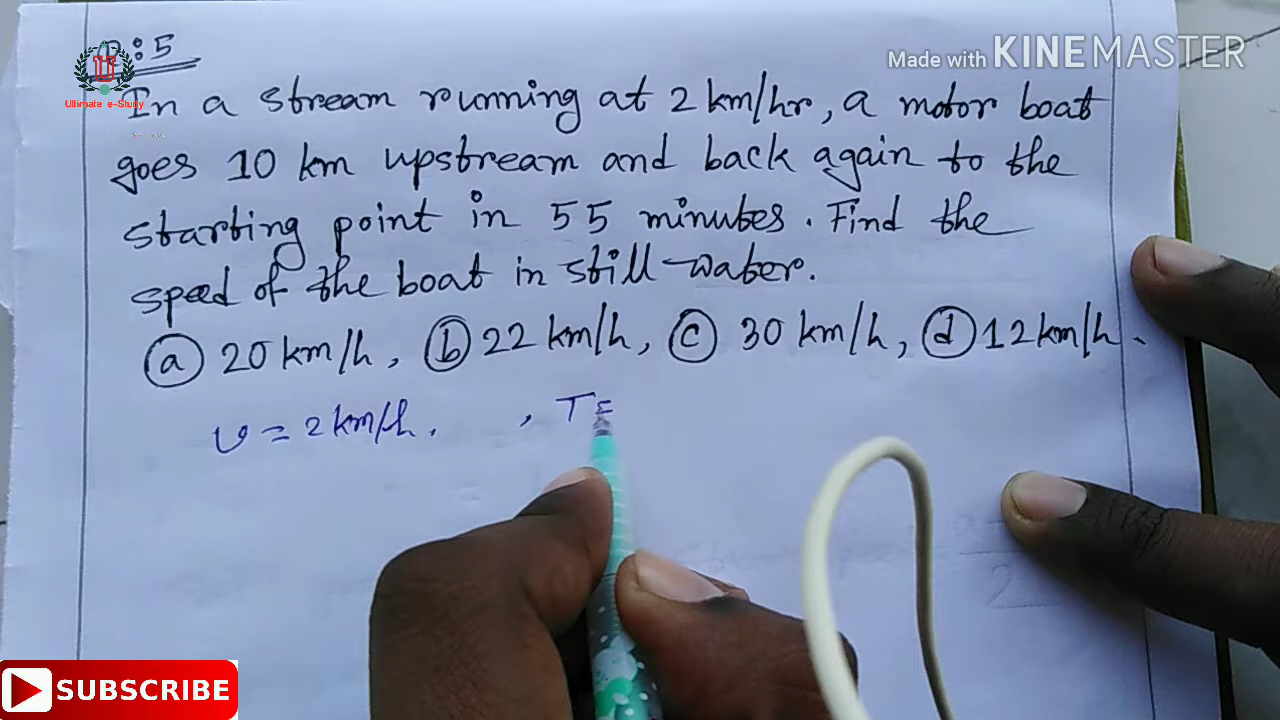 Q:5
Ultimate e-Study
Made with KINEMASTER
In a stream running at 2 km/hr, a motor boat
goes 10 km upstream and back again to the
starting point in 55 minutes. Find the
speed of the boat in still-water.
(a) 20 km/h, (b) 22 km/h, (c) 30 km/h, (d) 12 km/h.
v = 2 km/h. , T =
2
SUBSCRIBE